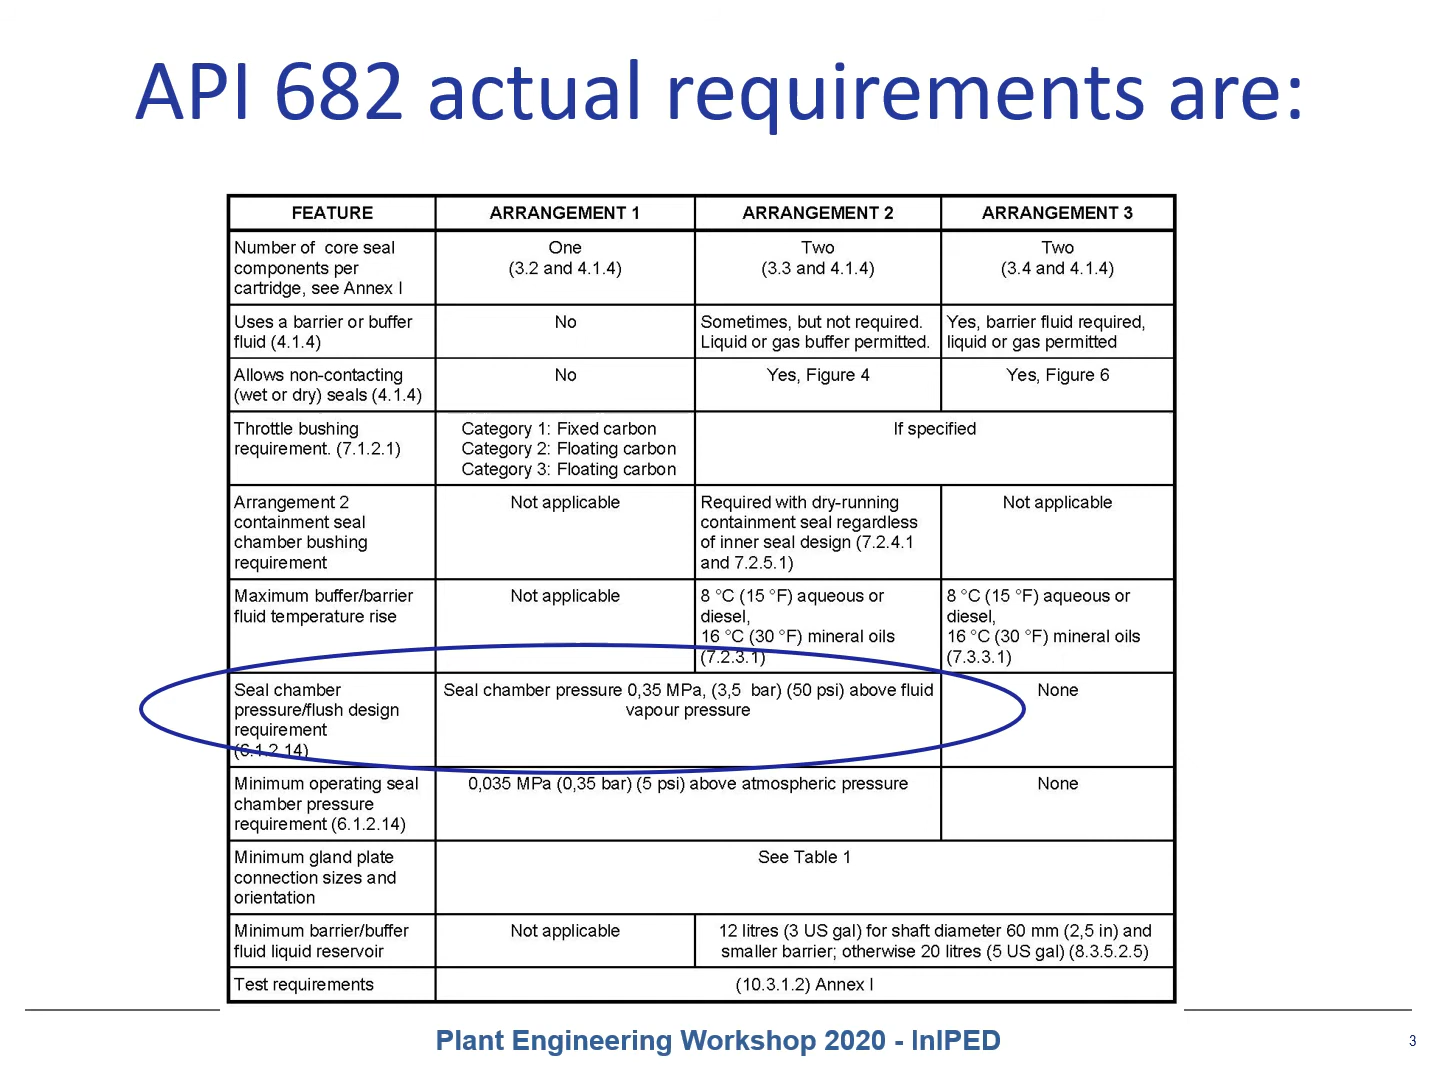 API 682 actual requirements are:
FEATURE
ARRANGEMENT 1
ARRANGEMENT 2
ARRANGEMENT 3
Number of core seal
components per
cartridge, see Annex I
One
(3.2 and 4.1.4)
Two
(3.3 and 4.1.4)
Two
(3.4 and 4.1.4)
Uses a barrier or buffer
fluid (4.1.4)
No
Sometimes, but not required.
Liquid or gas buffer permitted.
Yes, barrier fluid required,
liquid or gas permitted
Allows non-contacting
(wet or dry) seals (4.1.4)
No
Yes, Figure 4
Yes, Figure 6
Throttle bushing
requirement. (7.1.2.1)
Category 1: Fixed carbon
Category 2: Floating carbon
Category 3: Floating carbon
If specified
Arrangement 2
containment seal
chamber bushing
requirement
Not applicable
Required with dry-running
containment seal regardless
of inner seal design (7.2.4.1
and 7.2.5.1)
Not applicable
Maximum buffer/barrier
fluid temperature rise
Not applicable
8 °C (15 °F) aqueous or
diesel,
16 °C (30 °F) mineral oils
(7.2.3.1)
8 °C (15 °F) aqueous or
diesel,
16 °C (30 °F) mineral oils
(7.3.3.1)
Seal chamber
pressure/flush design
requirement
(6.1.2.14)
Seal chamber pressure 0,35 MPa, (3,5 bar) (50 psi) above fluid
vapour pressure
None
Minimum operating seal
chamber pressure
requirement (6.1.2.14)
0,035 MPa (0,35 bar) (5 psi) above atmospheric pressure
None
Minimum gland plate
connection sizes and
orientation
See Table 1
Minimum barrier/buffer
fluid liquid reservoir
Not applicable
12 litres (3 US gal) for shaft diameter 60 mm (2,5 in) and
smaller barrier; otherwise 20 litres (5 US gal) (8.3.5.2.5)
Test requirements
(10.3.1.2) Annex I
Plant Engineering Workshop 2020 - InIPED
3